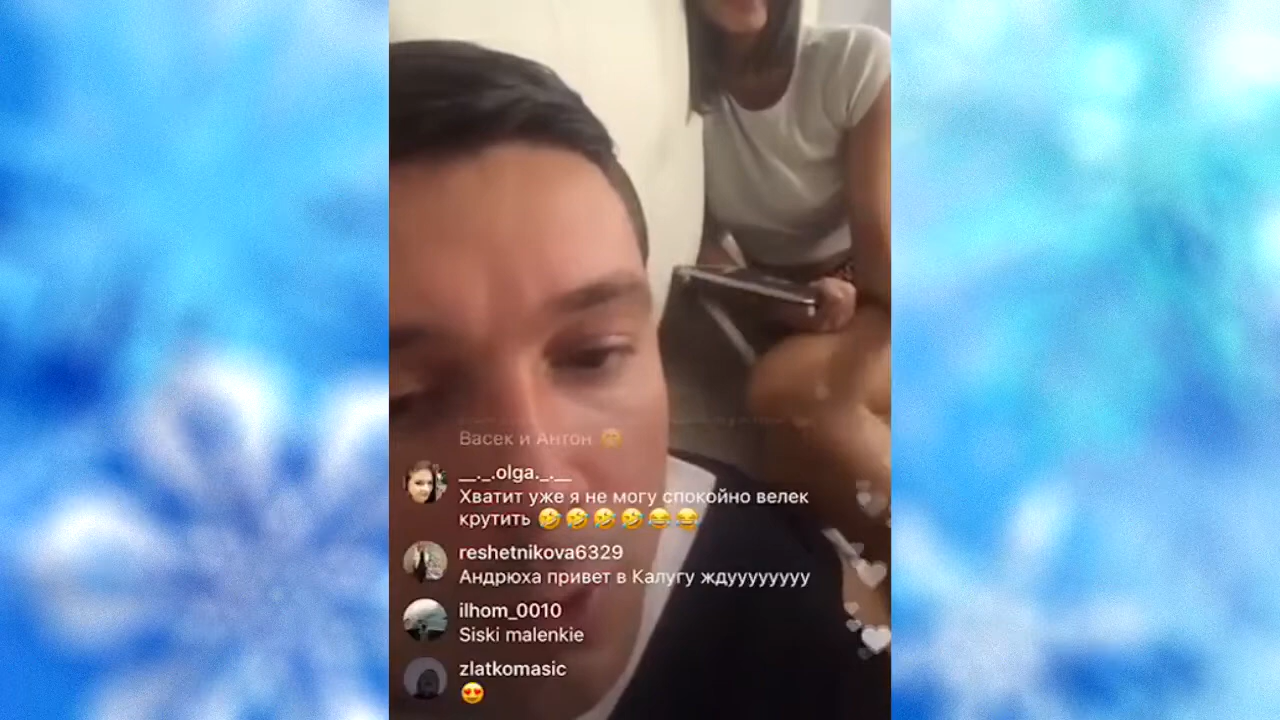 Васек и Антон 😁
__._.olga._.__
Хватит уже я не могу спокойно велек
крутить 🤣🤣🤣🤣😂😂
reshetnikova6329
Андрюха привет в Калугу ждуууууууу
ilhom_0010
Siski malenkie
zlatkomasic
😍